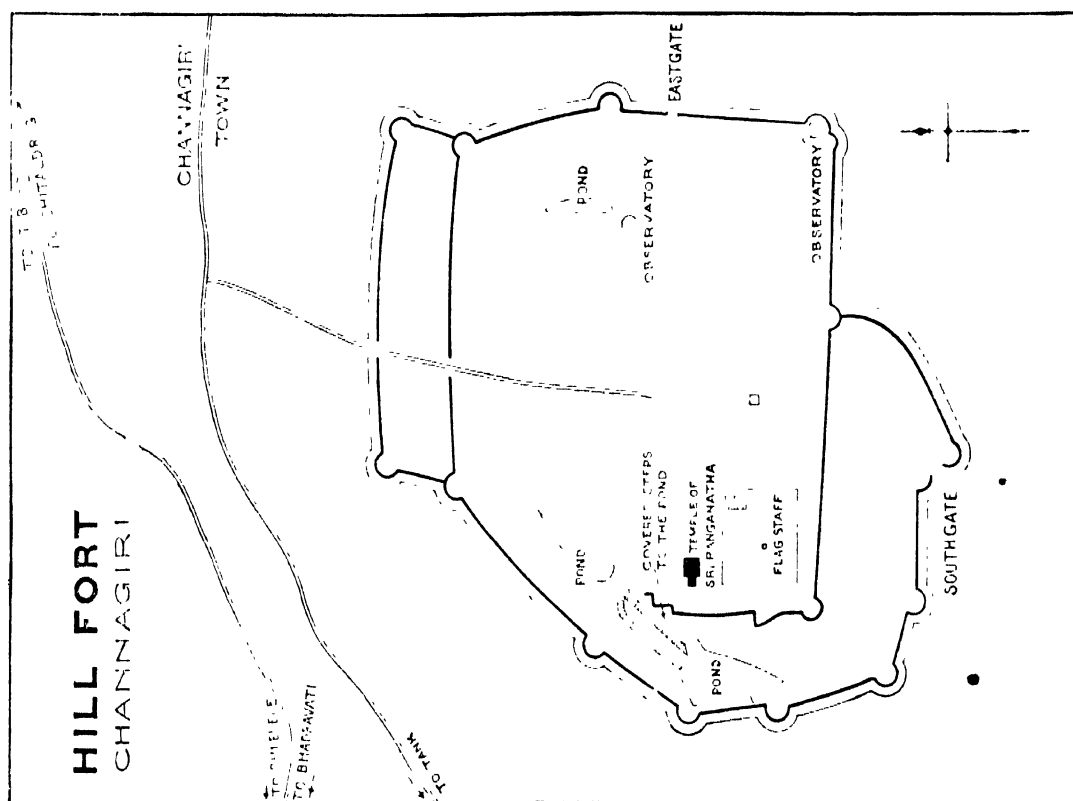 HILL FORT
CHANNAGIRI
CHANNAGIRI
TOWN
TO BHADRAVATI
TO TANK
EASTGATE
POND
OBSERVATORY
OBSERVATORY
COVERED STEPS
TO THE POND
TEMPLE OF
SRI RANGANATHA
FLAG STAFF
POND
POND
SOUTHGATE